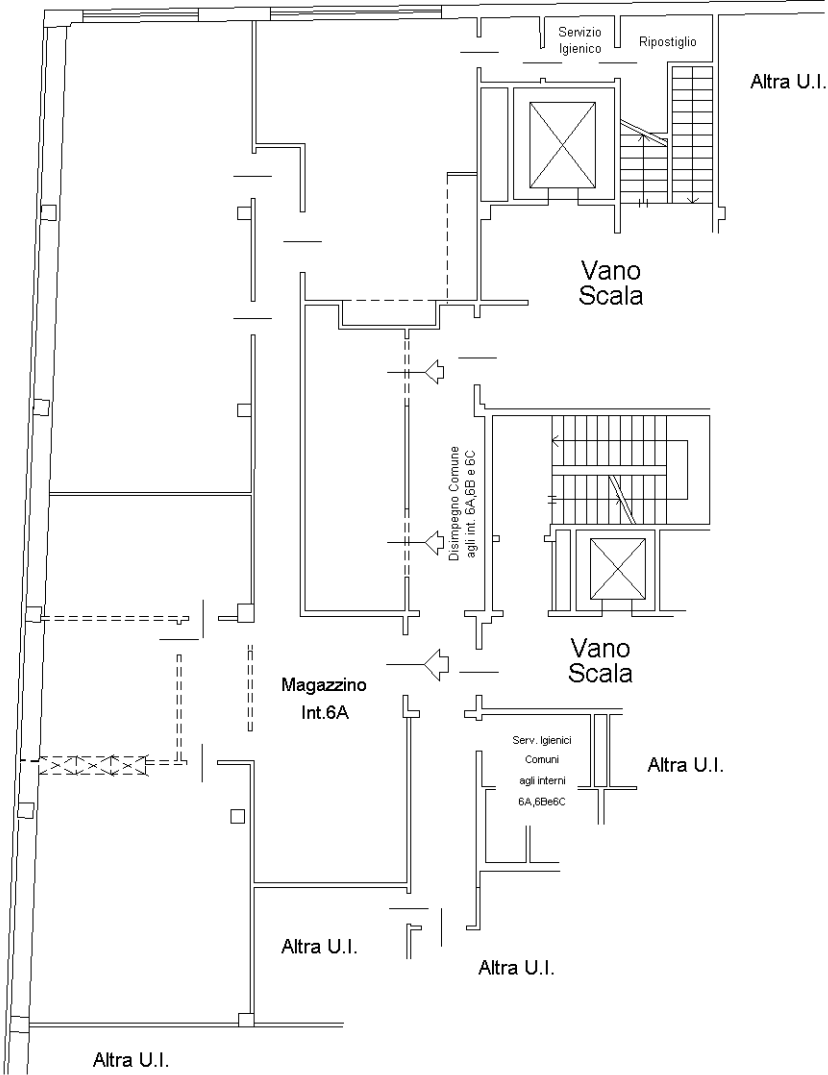 Servizio
Igienico
Ripostiglio
Altra U.I.
Vano
Scala
Disimpegno Comune
agli int. 6A,6B e 6C
Vano
Scala
Magazzino
Int.6A
Serv. Igienici
Comuni
agli interni
6A,6Be6C
Altra U.I.
Altra U.I.
Altra U.I.
Altra U.I.